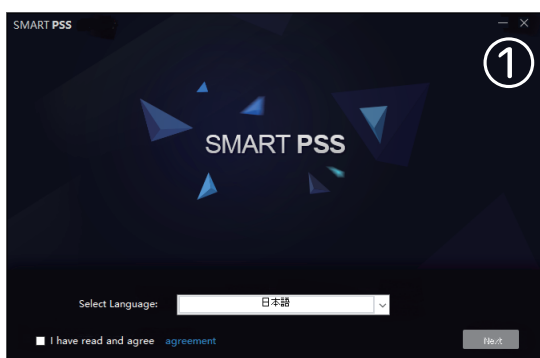 SMART PSS
①
SMART PSS
Select Language: 日本語
I have read and agree agreement
Next